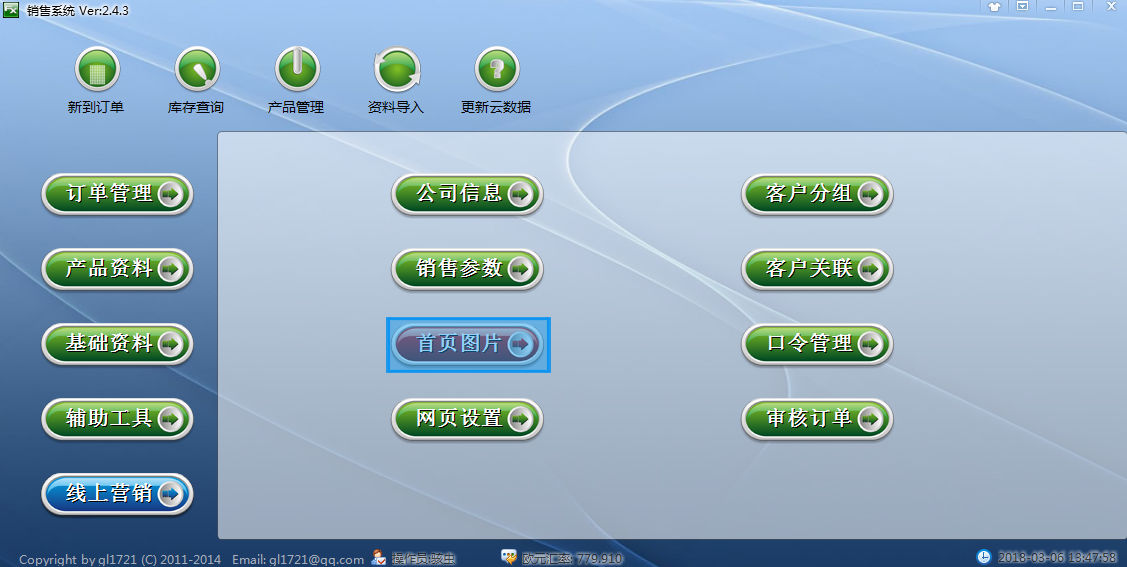 销售系统 Ver:2.4.3
新到订单 库存查询 产品管理 资料导入 更新云数据
订单管理 公司信息 客户分组
产品资料 销售参数 客户关联
基础资料 首页图片 口令管理
辅助工具 网页设置 审核订单
线上营销
Copyright by gl1721 (C) 2011-2014 Email: gl1721@qq.com 操作员 欧元汇率 779.910 2018-03-06 13:47:58